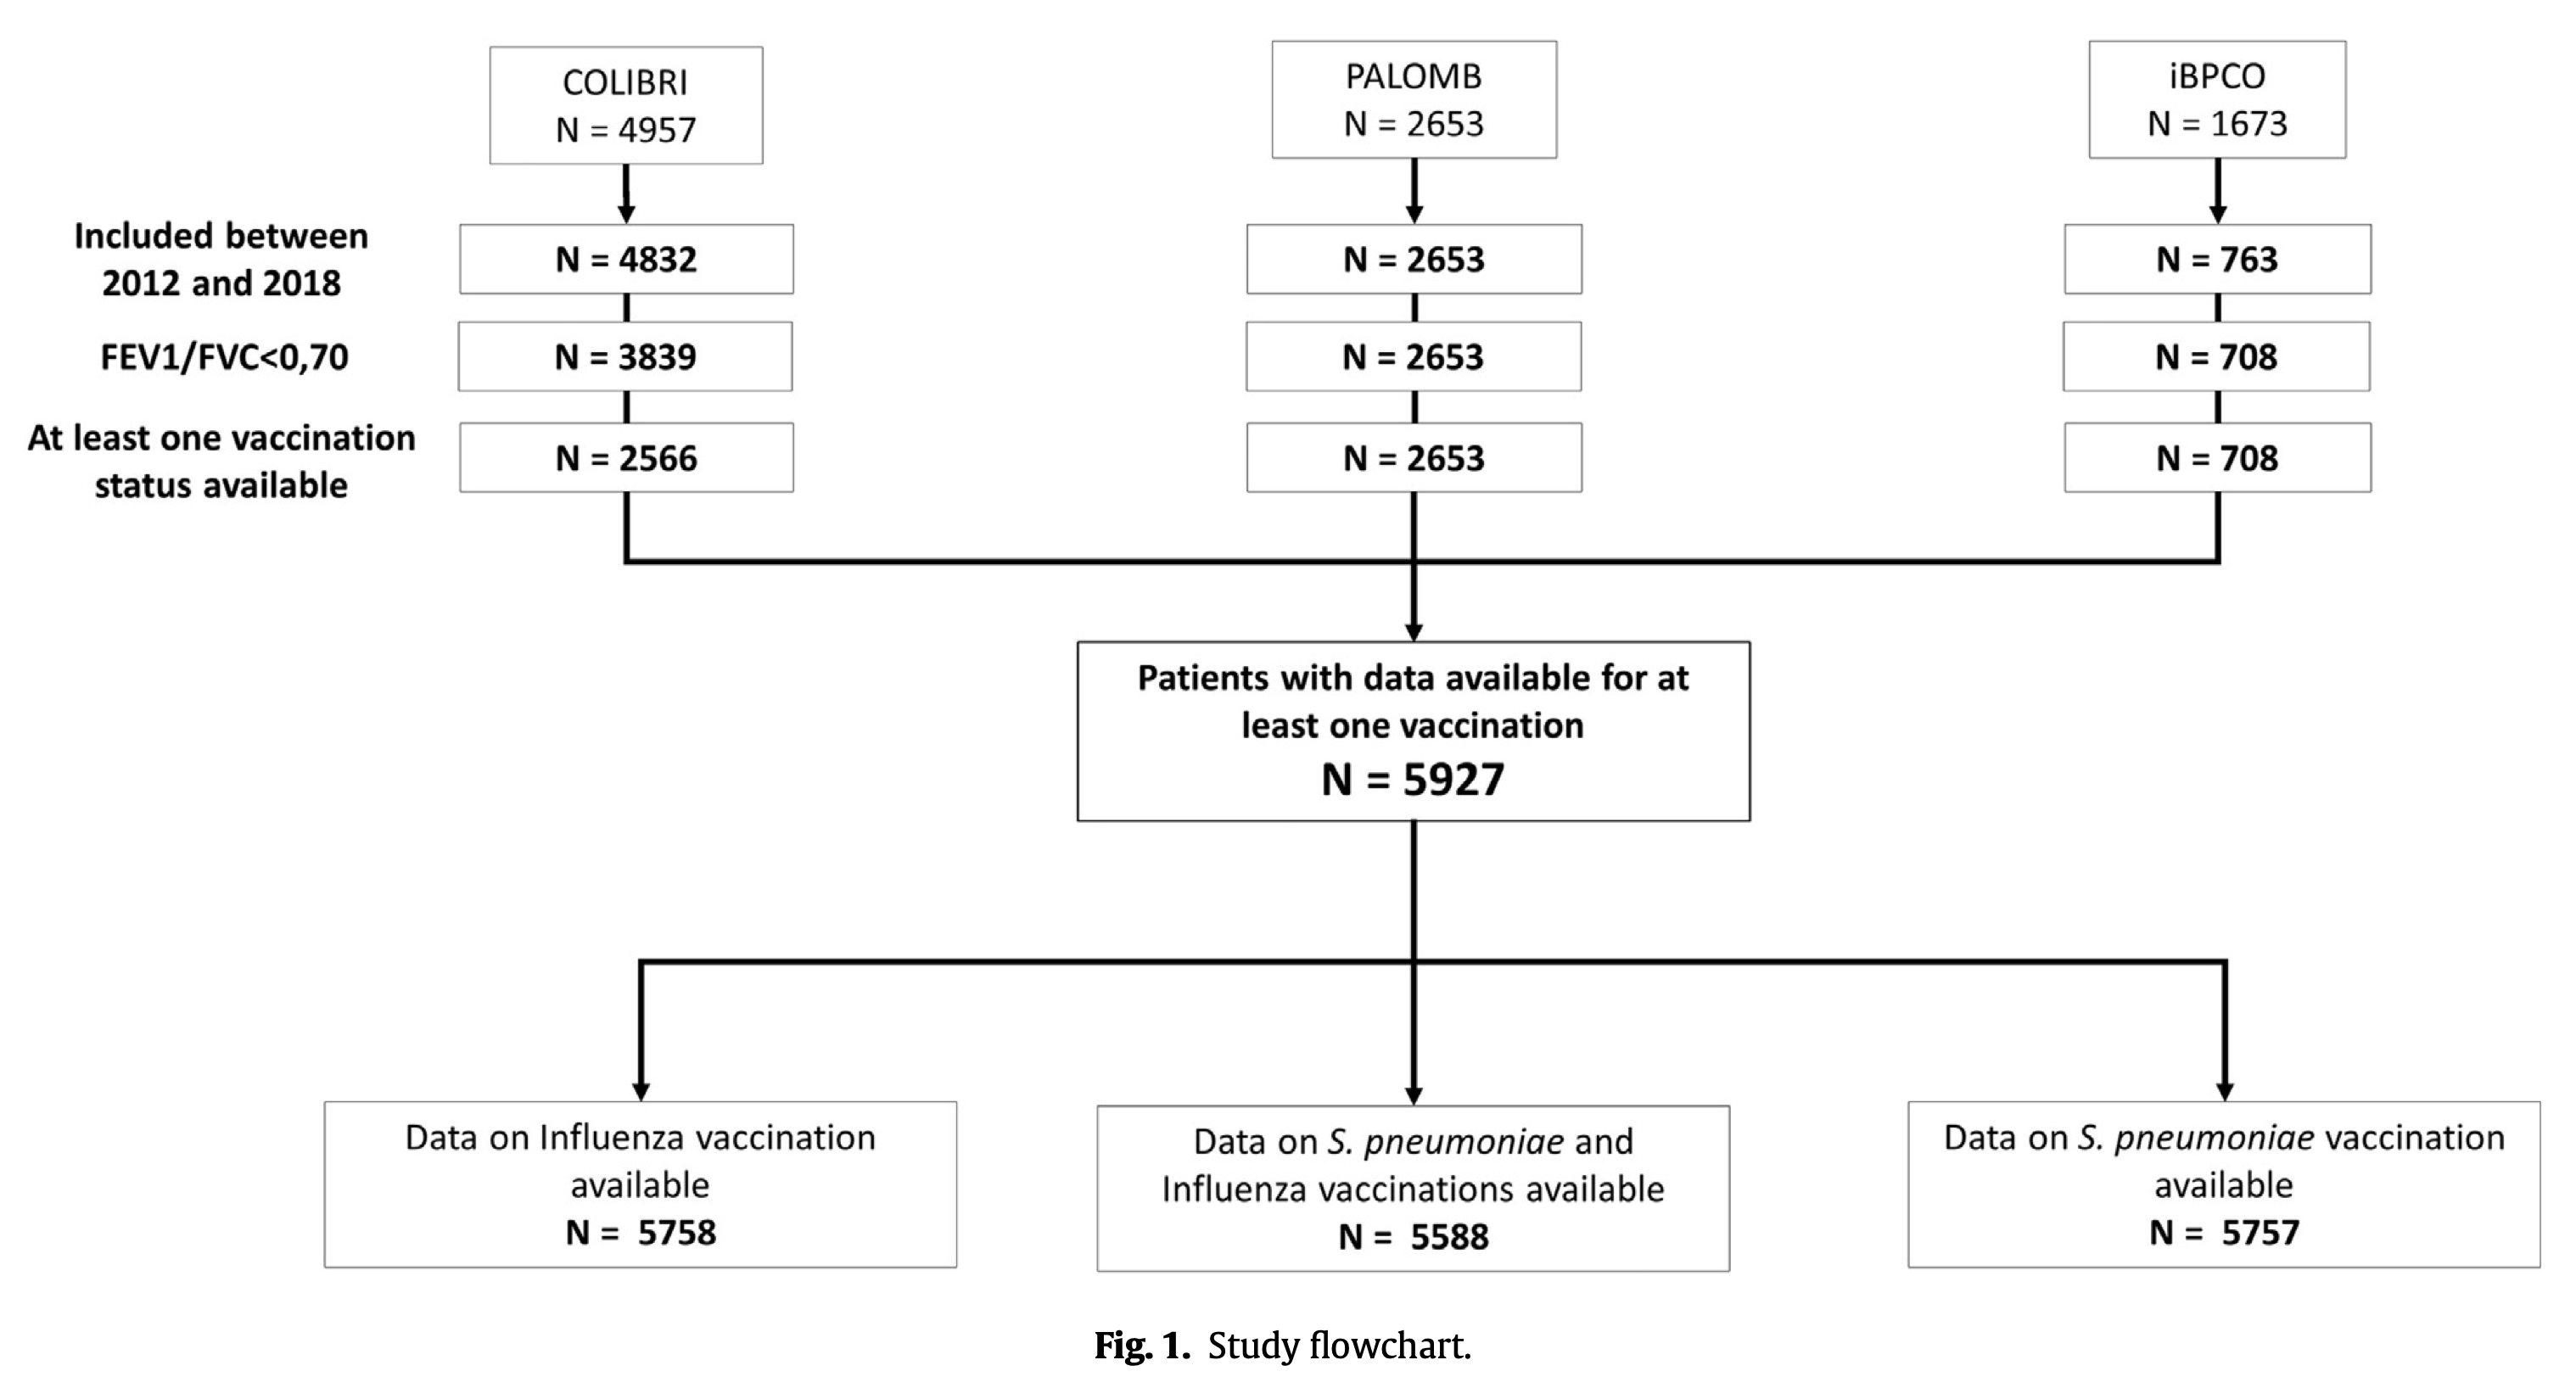 COLIBRI
N = 4957
PALOMB
N = 2653
iBPCO
N = 1673
Included between
2012 and 2018
N = 4832
N = 2653
N = 763
FEV1/FVC<0,70
N = 3839
N = 2653
N = 708
At least one vaccination
status available
N = 2566
N = 2653
N = 708
Patients with data available for at
least one vaccination
N = 5927
Data on Influenza vaccination
available
N = 5758
Data on S. pneumoniae and
Influenza vaccinations available
N = 5588
Data on S. pneumoniae vaccination
available
N = 5757
Fig. 1. Study flowchart.